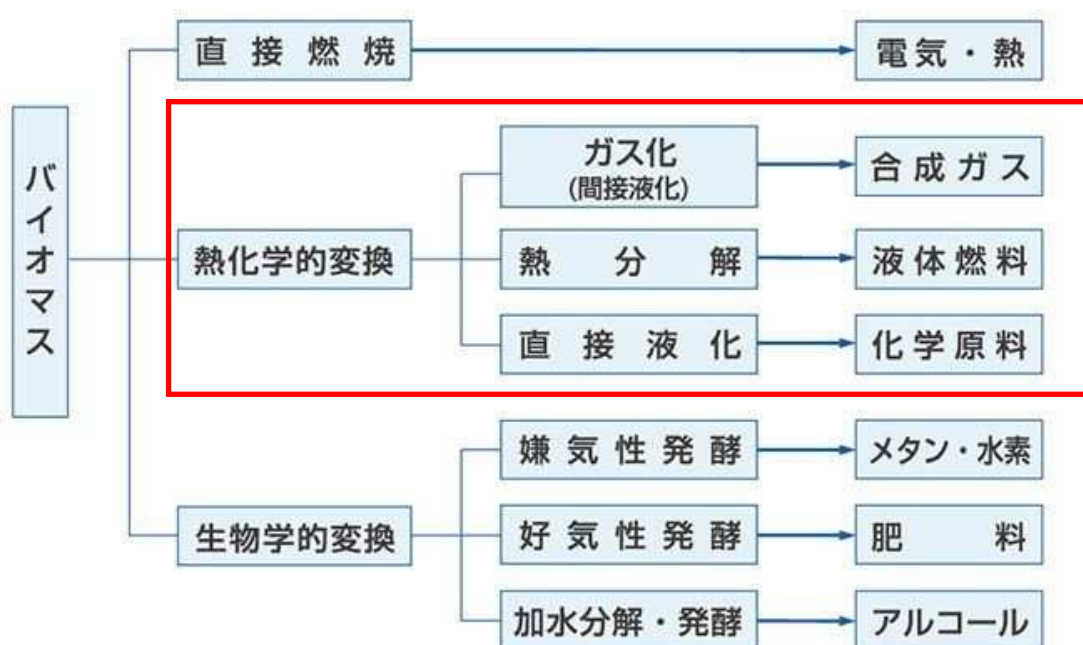 バイオマス
直接燃焼
電気・熱
熱化学的変換
ガス化
(間接液化)
合成ガス
熱分解
液体燃料
直接液化
化学原料
生物学的変換
嫌気性発酵
メタン・水素
好気性発酵
肥料
加水分解・発酵
アルコール